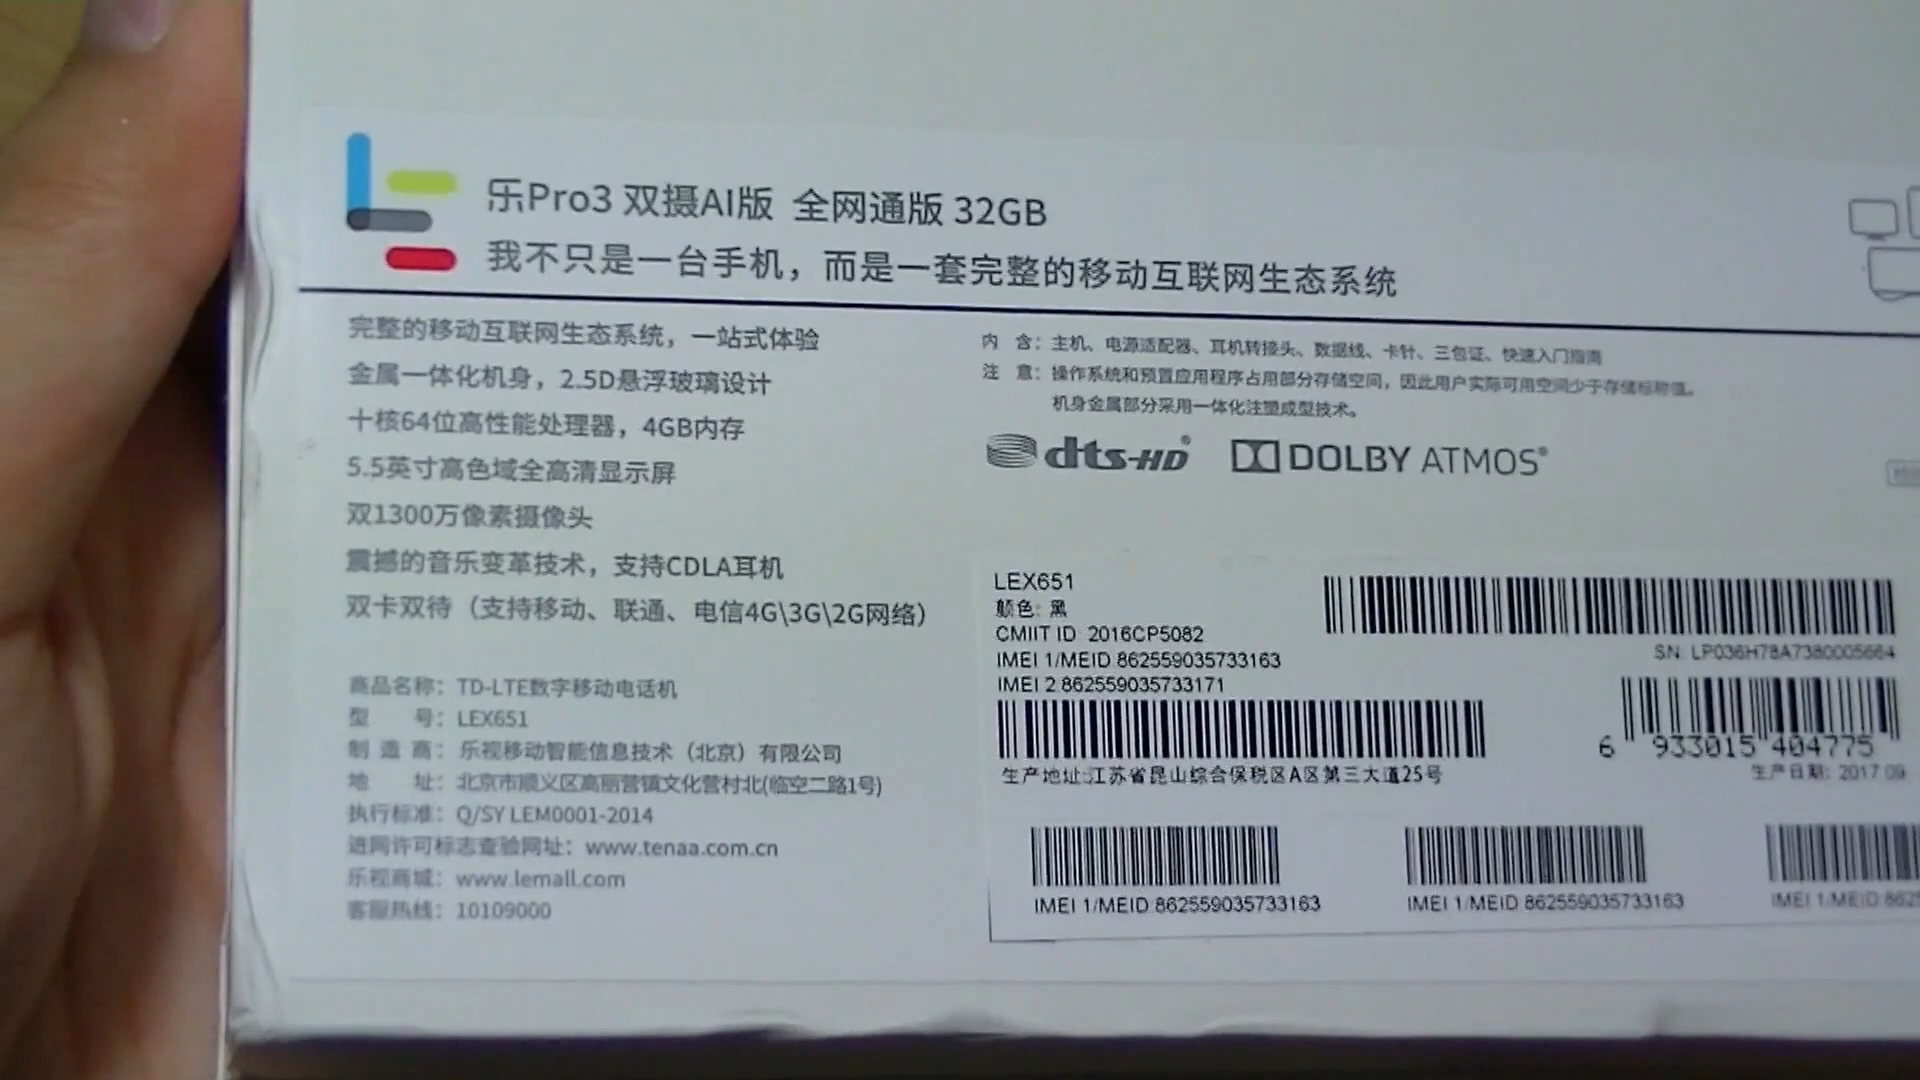 乐Pro3 双摄AI版 全网通版 32GB
我不只是一台手机，而是一套完整的移动互联网生态系统
完整的移动互联网生态系统，一站式体验
金属一体化机身，2.5D悬浮玻璃设计
十核64位高性能处理器，4GB内存
5.5英寸高色域全高清显示屏
双1300万像素摄像头
震撼的音乐变革技术，支持CDLA耳机
双卡双待（支持移动、联通、电信4G\3G\2G网络）
商品名称：TD-LTE数字移动电话机
型 号：LEX651
制 造 商：乐视移动智能信息技术（北京）有限公司
地 址：北京市顺义区高丽营镇文化营村北(临空二路1号)
执行标准：Q/SY LEM0001-2014
进网许可标志查验网址：www.tenaa.com.cn
乐视商城：www.lemall.com
客服热线：10109000
内 含：主机、电源适配器、耳机转接头、数据线、卡针、三包证、快速入门指南
注 意：操作系统和预置应用程序占用部分存储空间，因此用户实际可用空间少于存储标称值。
机身金属部分采用一体化注塑成型技术。
dts-HD® DOLBY ATMOS®
LEX651
颜色: 黑
CMIIT ID: 2016CP5082
IMEI 1/MEID:862559035733163
IMEI 2:862559035733171
SN: LP036H78A7380005664
6 933015 404775
生产地址:江苏省昆山综合保税区A区第三大道25号
生产日期: 2017.09
IMEI 1/MEID:862559035733163
IMEI 1/MEID:862559035733163
IMEI 1/MEID:8625